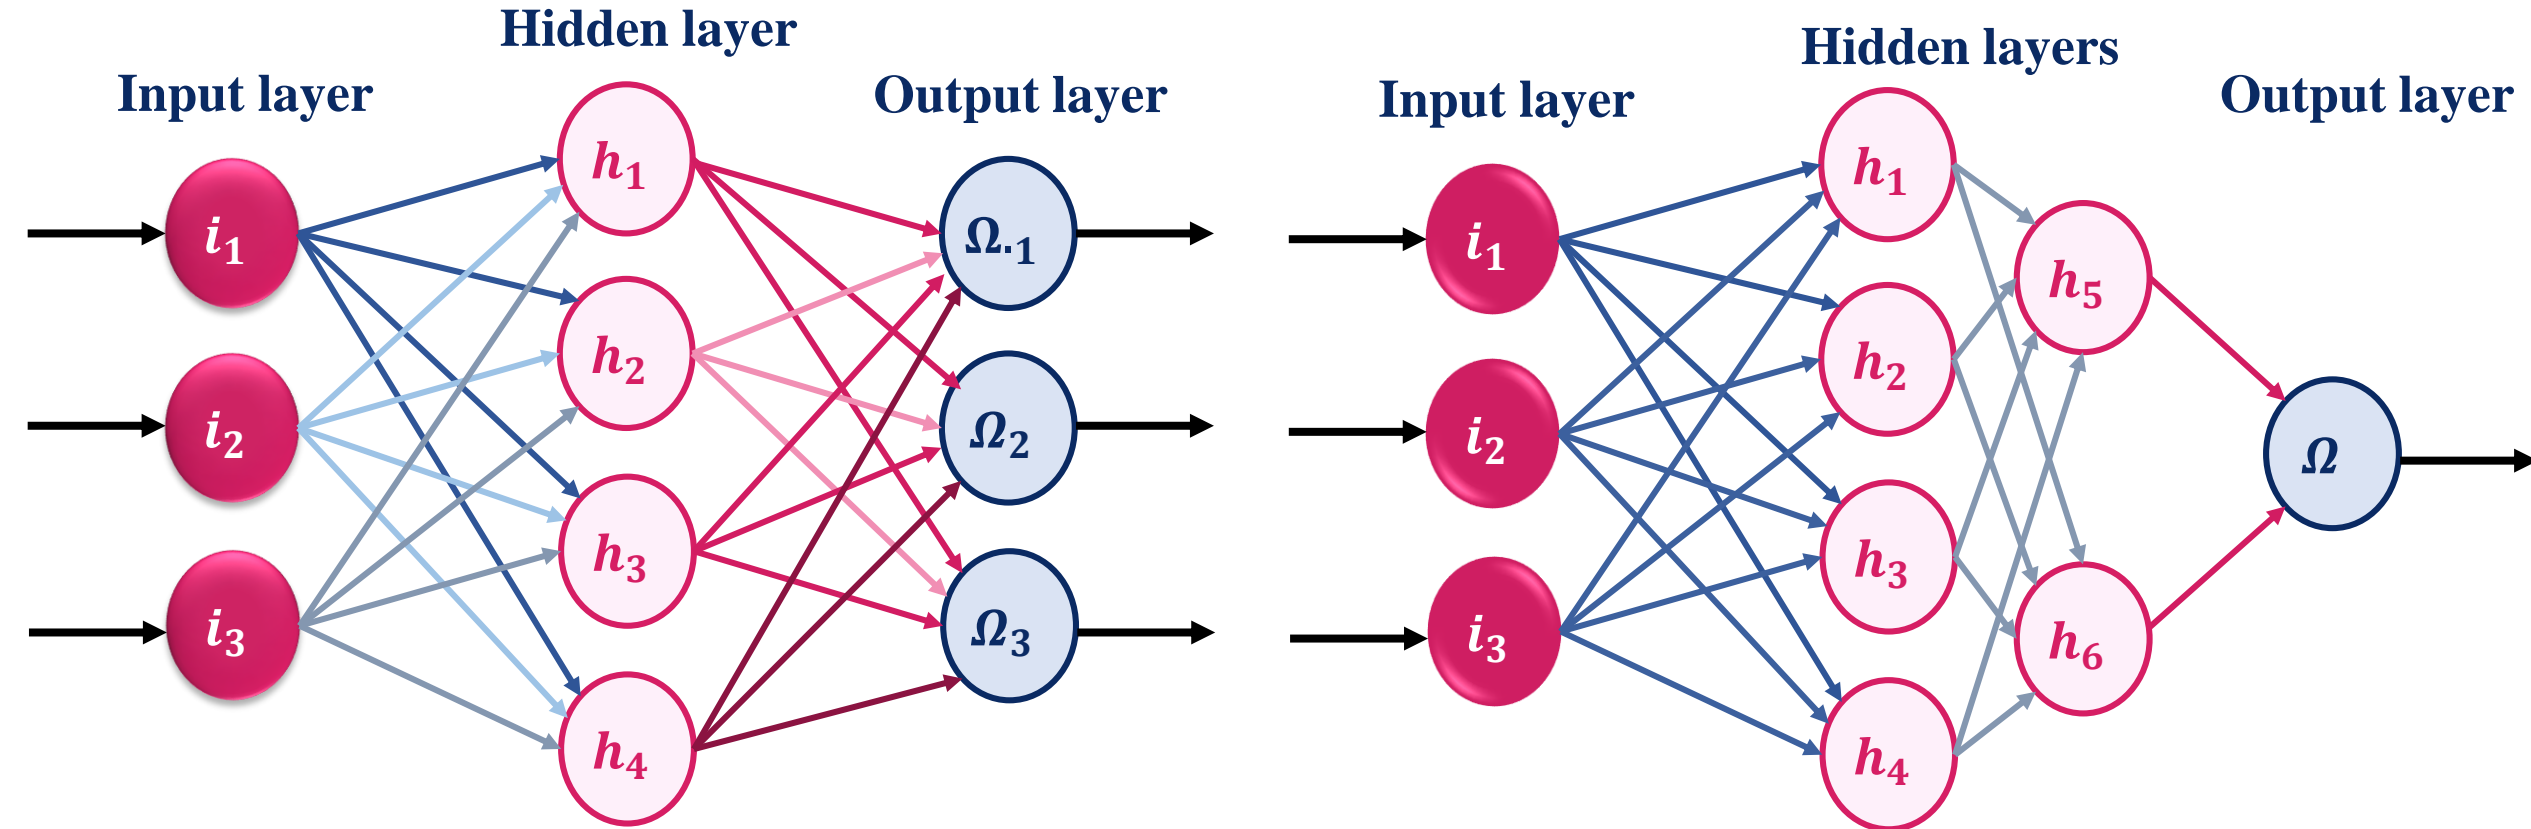 Hidden layer
Input layer
Output layer
i₁
i₂
i₃
h₁
h₂
h₃
h₄
Ω.₁
Ω₂
Ω₃
Hidden layers
Input layer
Output layer
i₁
i₂
i₃
h₁
h₂
h₃
h₄
h₅
h₆
Ω